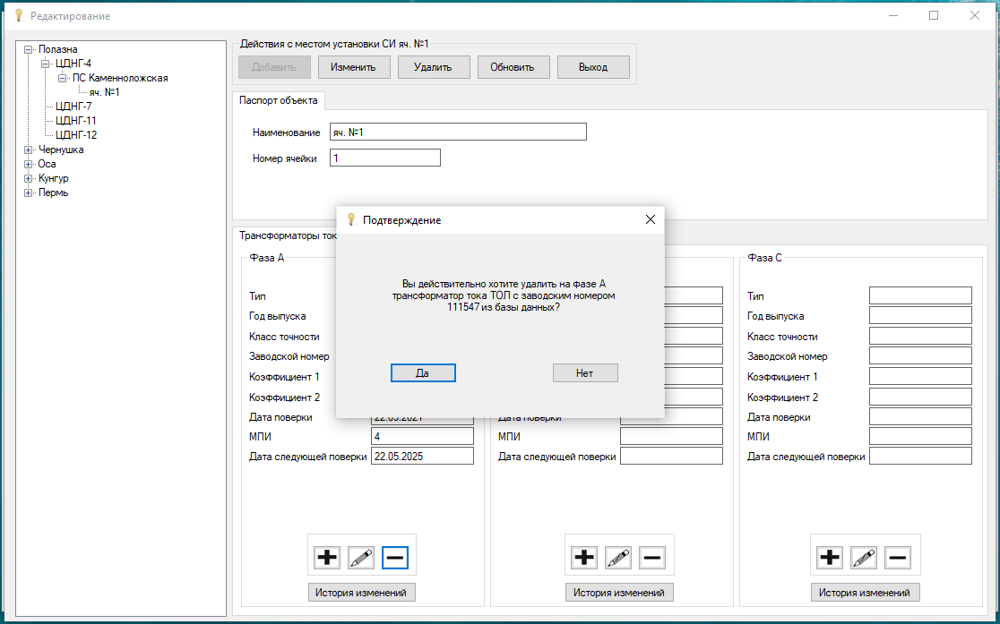 Редактирование
Полазна
ЦДНГ-4
ПС Каменноложская
яч. №1
ЦДНГ-7
ЦДНГ-11
ЦДНГ-12
Чернушка
Оса
Кунгур
Пермь
Действия с местом установки СИ яч. №1
Добавить Изменить Удалить Обновить Выход
Паспорт объекта
Наименование яч. №1
Номер ячейки 1
Подтверждение
Вы действительно хотите удалить на фазе А
трансформатор тока ТОЛ с заводским номером
111547 из базы данных?
Да Нет
Трансформаторы ток
Фаза А
Тип
Год выпуска
Класс точности
Заводской номер
Коэффициент 1
Коэффициент 2
Дата поверки 22.05.2021
МПИ 4
Дата следующей поверки 22.05.2025
История изменений
Дата поверки
МПИ
Дата следующей поверки
История изменений
Фаза С
Тип
Год выпуска
Класс точности
Заводской номер
Коэффициент 1
Коэффициент 2
Дата поверки
МПИ
Дата следующей поверки
История изменений